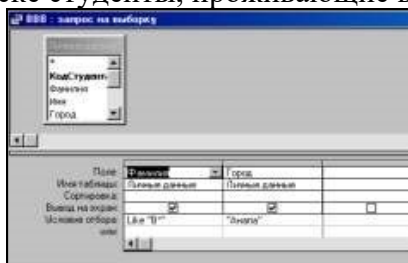 ске студенты, проживающие в
888 : запрос на выборку
*
КодСтудент
Фамилия
Имя
Город
Поле: Фамилия Город
Имя таблицы: Личные данные Личные данные
Сортировка:
Вывод на экран:
Условие отбора: Like "В*" "Анапа"
или: